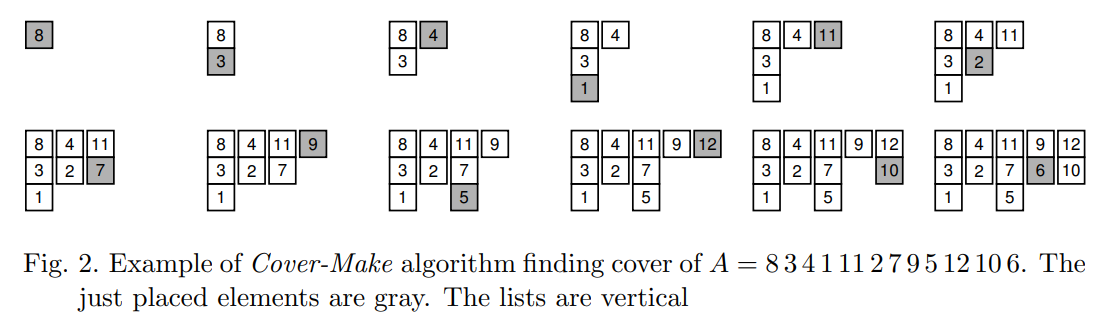 8 8 8 4 8 4 8 4 11 8 4 11
3 3 3 3 3 2
1 1 1
8 4 11 8 4 11 9 8 4 11 9 8 4 11 9 12 8 4 11 9 12 8 4 11 9 12
3 2 7 3 2 7 3 2 7 3 2 7 3 2 7 10 3 2 7 6 10
1 1 1 5 1 5 1 5 1 5
Fig. 2. Example of Cover-Make algorithm finding cover of A = 8 3 4 1 11 2 7 9 5 12 10 6. The
just placed elements are gray. The lists are vertical